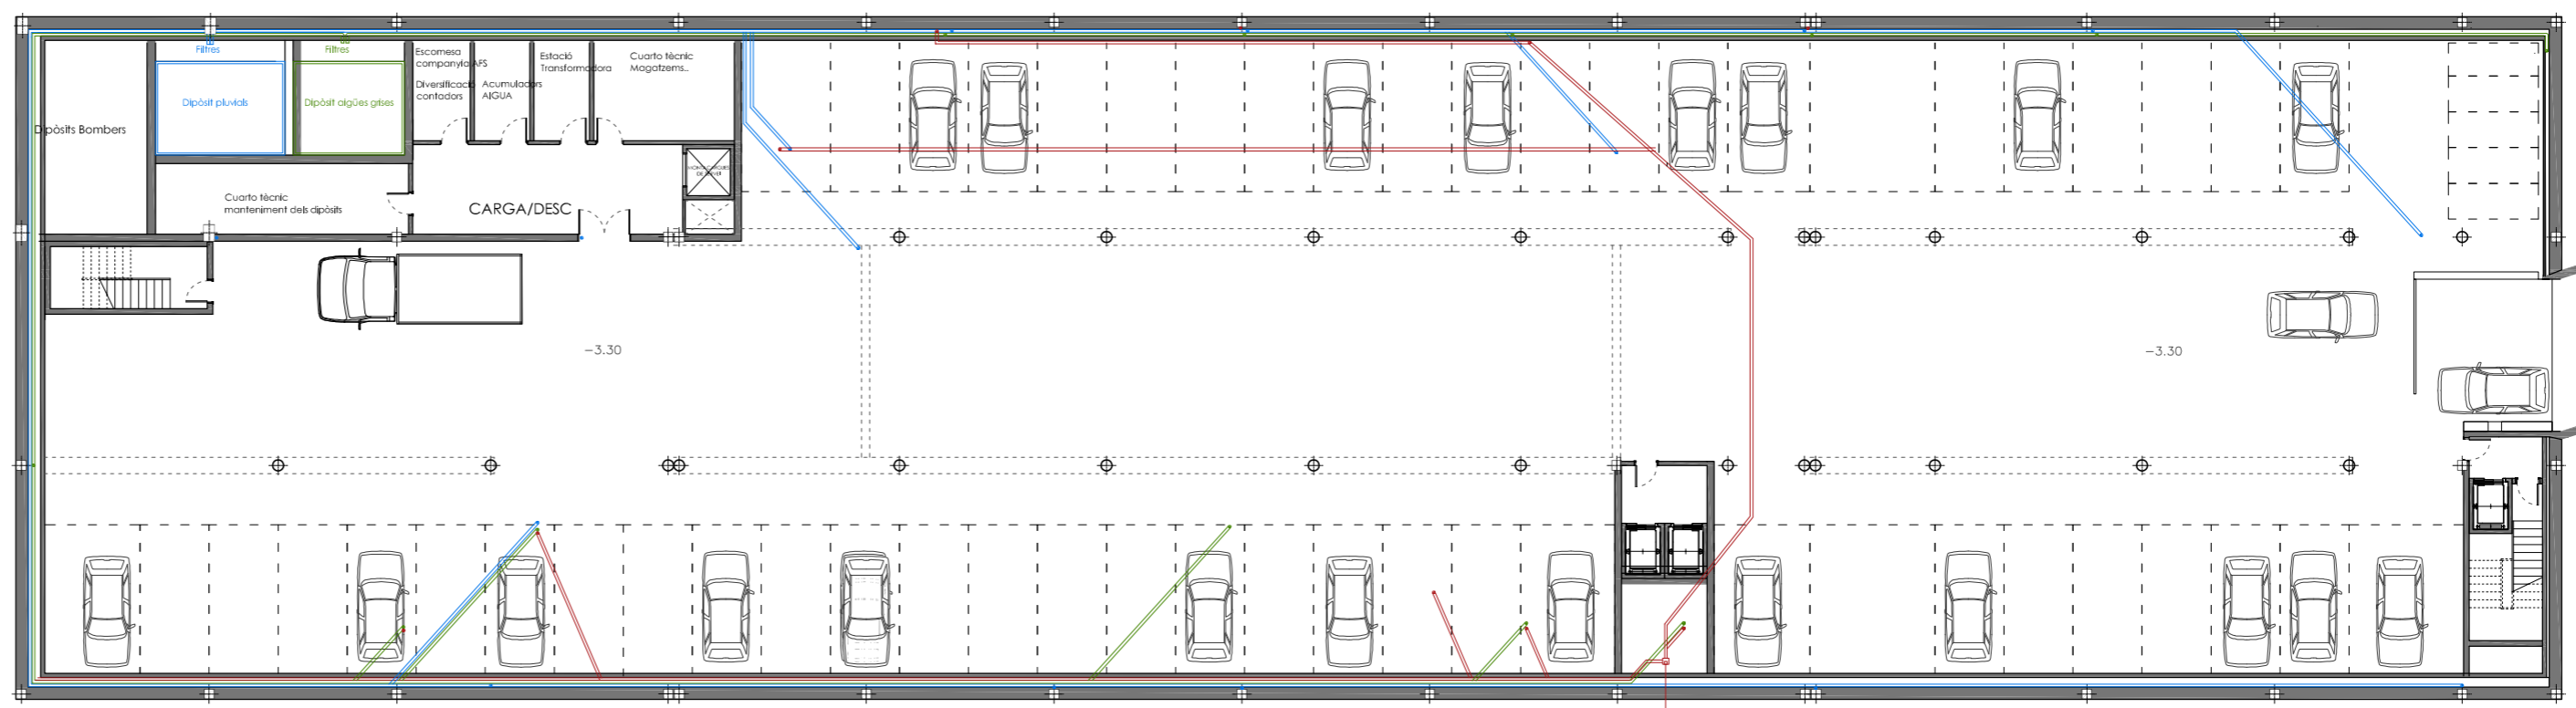 Filtres
Filtres
Dipòsit pluvials
Dipòsit aigües grises
Dipòsits Bombers
Escomesa
companyia AFS
Diversificació
contadors
Acumuladors
AIGUA
Estació
Transformadora
Cuarto tècnic
Magatzems..
Cuarto tècnic
manteniment dels dipòsits
CARGA/DESC
-3.30
-3.30